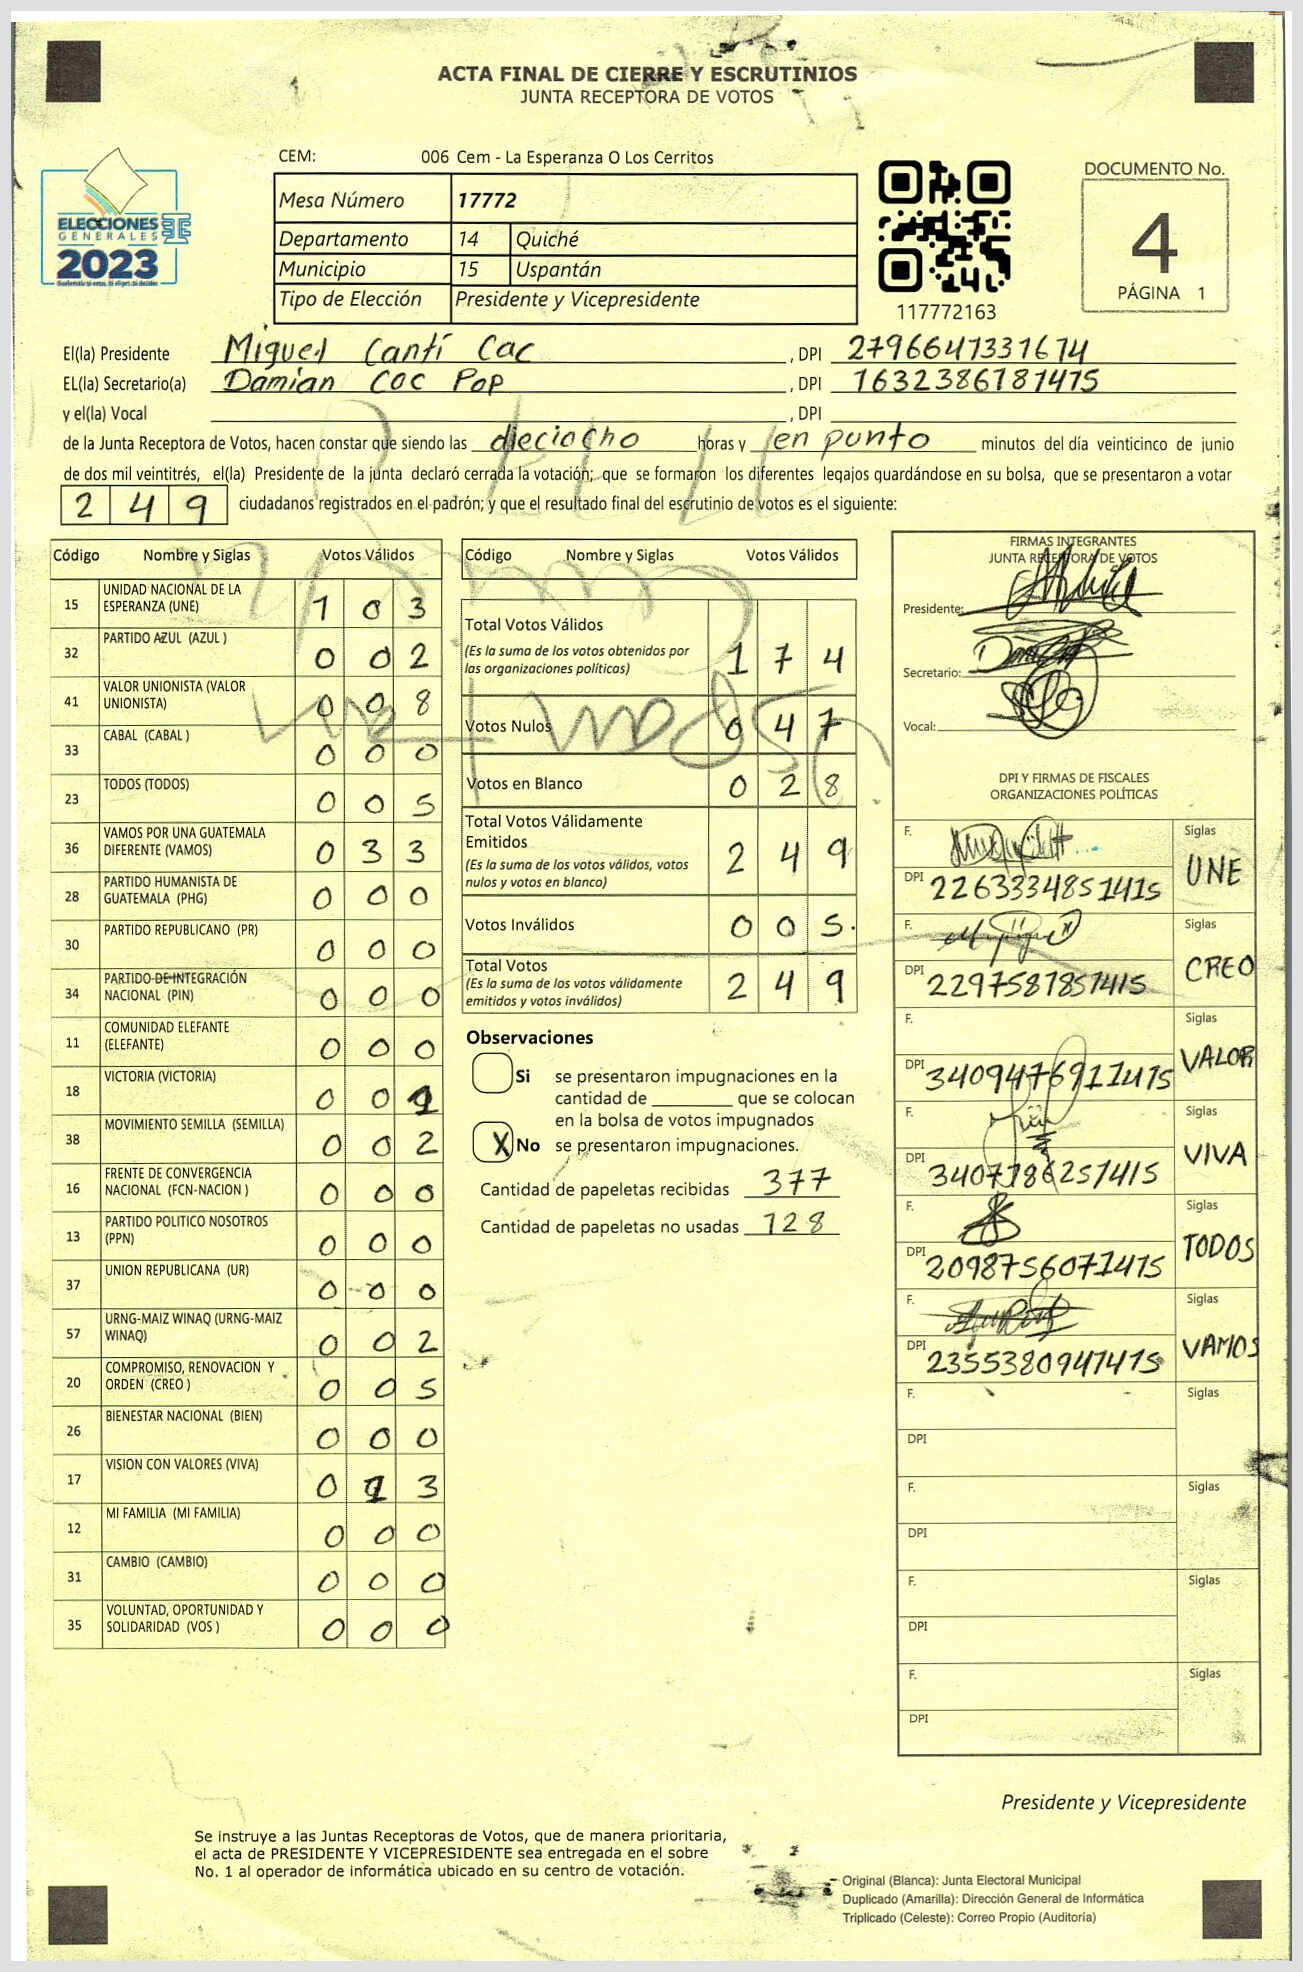 ACTA FINAL DE CIERRE Y ESCRUTINIOS
JUNTA RECEPTORA DE VOTOS
CEM: 006 Cem - La Esperanza O Los Cerritos
Mesa Número 17772
Departamento 14 Quiché
Municipio 15 Uspantán
Tipo de Elección Presidente y Vicepresidente
ELECCIONES
GENERALES
2023
117772163
DOCUMENTO No.
4
PÁGINA 1
El(la) Presidente Miguel Cantí Cac, DPI 2796641331614
EL(la) Secretario(a) Damian Coc Pop, DPI 1632386181415
y el(la) Vocal , DPI
de la Junta Receptora de Votos, hacen constar que siendo las dieciocho horas y en punto minutos del día veinticinco de junio
de dos mil veintitrés, el(la) Presidente de la junta declaró cerrada la votación; que se formaron los diferentes legajos guardándose en su bolsa, que se presentaron a votar
249 ciudadanos registrados en el padrón; y que el resultado final del escrutinio de votos es el siguiente:
Código Nombre y Siglas Votos Válidos
15 UNIDAD NACIONAL DE LA ESPERANZA (UNE) 1 0 3
32 PARTIDO AZUL (AZUL ) 0 0 2
41 VALOR UNIONISTA (VALOR UNIONISTA) 0 0 8
33 CABAL (CABAL ) 0 0 0
23 TODOS (TODOS) 0 0 5
36 VAMOS POR UNA GUATEMALA DIFERENTE (VAMOS) 0 3 3
28 PARTIDO HUMANISTA DE GUATEMALA (PHG) 0 0 0
30 PARTIDO REPUBLICANO (PR) 0 0 0
34 PARTIDO DE INTEGRACIÓN NACIONAL (PIN) 0 0 0
11 COMUNIDAD ELEFANTE (ELEFANTE) 0 0 0
18 VICTORIA (VICTORIA) 0 0 1
38 MOVIMIENTO SEMILLA (SEMILLA) 0 0 2
16 FRENTE DE CONVERGENCIA NACIONAL (FCN-NACION ) 0 0 0
13 PARTIDO POLITICO NOSOTROS (PPN) 0 0 0
37 UNION REPUBLICANA (UR) 0 0 0
57 URNG-MAIZ WINAQ (URNG-MAIZ WINAQ) 0 0 2
20 COMPROMISO, RENOVACION Y ORDEN (CREO ) 0 0 5
26 BIENESTAR NACIONAL (BIEN) 0 0 0
17 VISION CON VALORES (VIVA) 0 1 3
12 MI FAMILIA (MI FAMILIA) 0 0 0
31 CAMBIO (CAMBIO) 0 0 0
35 VOLUNTAD, OPORTUNIDAD Y SOLIDARIDAD (VOS ) 0 0 0
Código Nombre y Siglas Votos Válidos
Total Votos Válidos 1 7 4
(Es la suma de los votos obtenidos por
las organizaciones políticas)
Votos Nulos 0 4 7
Votos en Blanco 0 2 8
Total Votos Válidamente
Emitidos 2 4 9
(Es la suma de los votos válidos, votos
nulos y votos en blanco)
Votos Inválidos 0 0 5.
Total Votos 2 4 9
(Es la suma de los votos válidamente
emitidos y votos inválidos)
Observaciones
Si se presentaron impugnaciones en la
cantidad de ________ que se colocan
en la bolsa de votos impugnados
X No se presentaron impugnaciones.
Cantidad de papeletas recibidas 377
Cantidad de papeletas no usadas 128
FIRMAS INTEGRANTES
JUNTA RECEPTORA DE VOTOS
Presidente:
Secretario:
Vocal:
DPI Y FIRMAS DE FISCALES
ORGANIZACIONES POLÍTICAS
F. Siglas UNE
DPI 2263334851415
F. Siglas CREO
DPI 2297587851415
F. Siglas VALOR
DPI 3409476911415
F. Siglas VIVA
DPI 3407786251415
F. Siglas TODOS
DPI 2098756071415
F. Siglas VAMOS
DPI 2355380941415
F. Siglas
DPI
F. Siglas
DPI
F. Siglas
DPI
F. Siglas
DPI
Presidente y Vicepresidente
Se instruye a las Juntas Receptoras de Votos, que de manera prioritaria,
el acta de PRESIDENTE Y VICEPRESIDENTE sea entregada en el sobre
No. 1 al operador de informática ubicado en su centro de votación.
Original (Blanca): Junta Electoral Municipal
Duplicado (Amarilla): Dirección General de Informática
Triplicado (Celeste): Correo Propio (Auditoría)